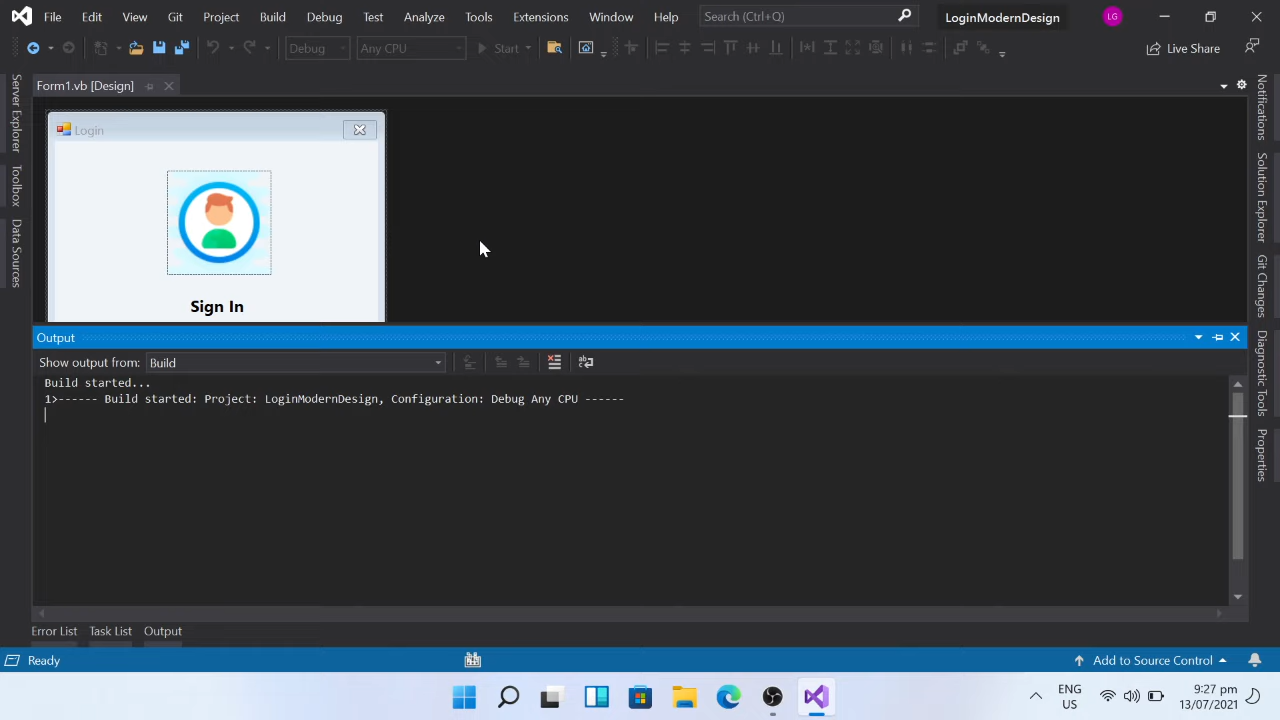 File Edit View Git Project Build Debug Test Analyze Tools Extensions Window Help Search (Ctrl+Q) LoginModernDesign LG
Debug Any CPU Start Live Share
Form1.vb [Design]
Server Explorer
Toolbox
Data Sources
Login
Sign In
Notifications
Solution Explorer
Git Changes
Diagnostic Tools
Properties
Output
Show output from: Build
Build started...
1>------ Build started: Project: LoginModernDesign, Configuration: Debug Any CPU ------
Error List Task List Output
Ready Add to Source Control
ENG
US
9:27 pm
13/07/2021